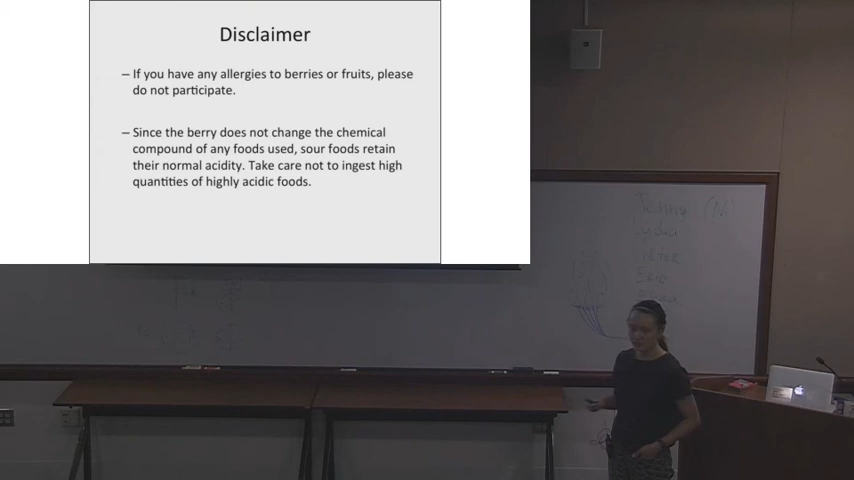 Disclaimer
– If you have any allergies to berries or fruits, please
do not participate.
– Since the berry does not change the chemical
compound of any foods used, sour foods retain
their normal acidity. Take care not to ingest high
quantities of highly acidic foods.